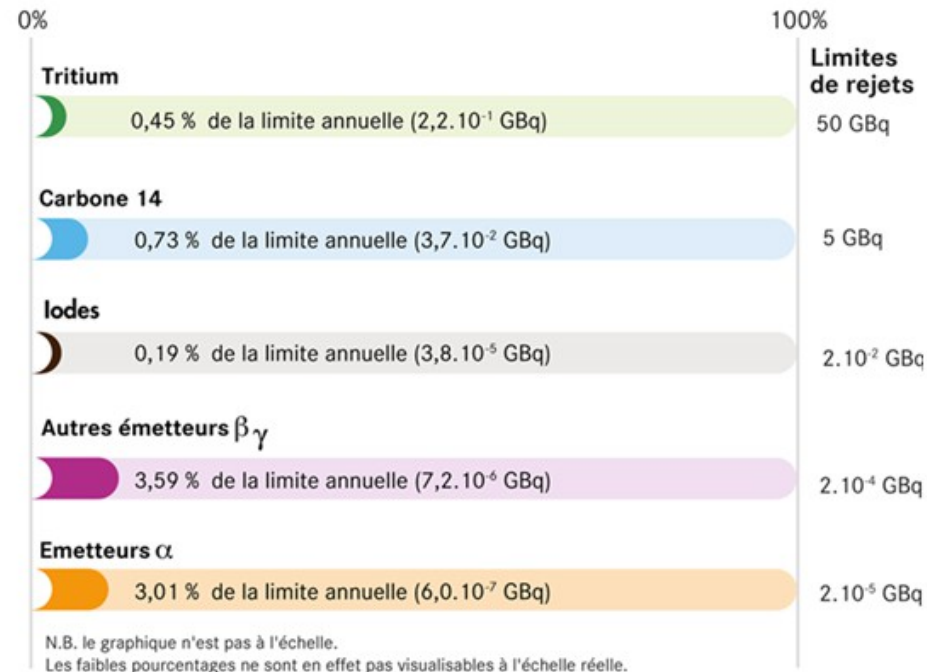 0%
100%
Limites
de rejets
Tritium
0,45 % de la limite annuelle (2,2.10⁻¹ GBq)
50 GBq
Carbone 14
0,73 % de la limite annuelle (3,7.10⁻² GBq)
5 GBq
Iodes
0,19 % de la limite annuelle (3,8.10⁻⁵ GBq)
2.10⁻² GBq
Autres émetteurs β γ
3,59 % de la limite annuelle (7,2.10⁻⁶ GBq)
2.10⁻⁴ GBq
Emetteurs α
3,01 % de la limite annuelle (6,0.10⁻⁷ GBq)
2.10⁻⁵ GBq
N.B. le graphique n'est pas à l'échelle.
Les faibles pourcentages ne sont en effet pas visualisables à l'échelle réelle.